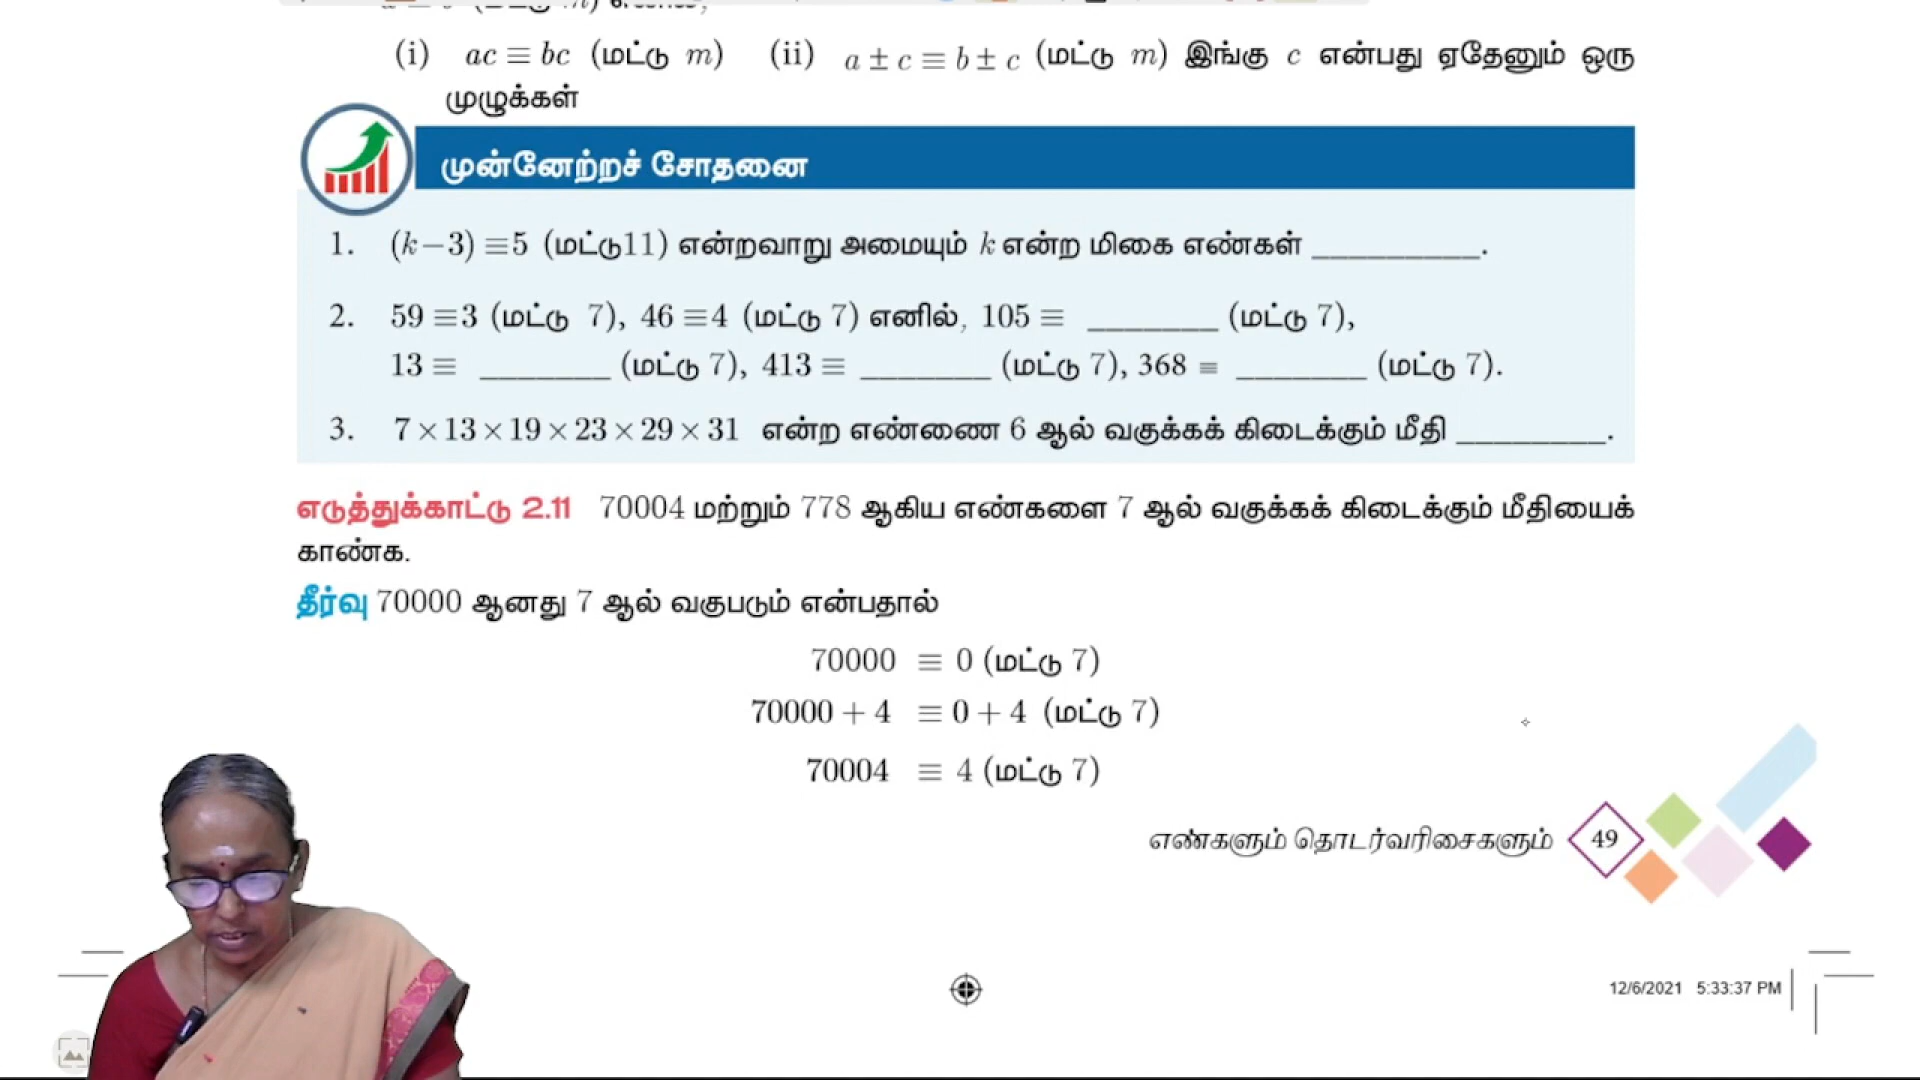 (i) ac ≡ bc (மட்டு m) (ii) a ± c ≡ b ± c (மட்டு m) இங்கு c என்பது ஏதேனும் ஒரு
முழுக்கள்
முன்னேற்றச் சோதனை
1. (k−3) ≡5 (மட்டு11) என்றவாறு அமையும் k என்ற மிகை எண்கள் __________.
2. 59 ≡3 (மட்டு 7), 46 ≡4 (மட்டு 7) எனில், 105 ≡ ________ (மட்டு 7),
13 ≡ ________ (மட்டு 7), 413 ≡ ________ (மட்டு 7), 368 ≡ ________ (மட்டு 7).
3. 7 × 13 × 19 × 23 × 29 × 31 என்ற எண்ணை 6 ஆல் வகுக்கக் கிடைக்கும் மீதி _________.
எடுத்துக்காட்டு 2.11 70004 மற்றும் 778 ஆகிய எண்களை 7 ஆல் வகுக்கக் கிடைக்கும் மீதியைக்
காண்க.
தீர்வு 70000 ஆனது 7 ஆல் வகுபடும் என்பதால்
70000 ≡ 0 (மட்டு 7)
70000 + 4 ≡ 0 + 4 (மட்டு 7)
70004 ≡ 4 (மட்டு 7)
எண்களும் தொடர்வரிசைகளும் 49
12/6/2021 5:33:37 PM